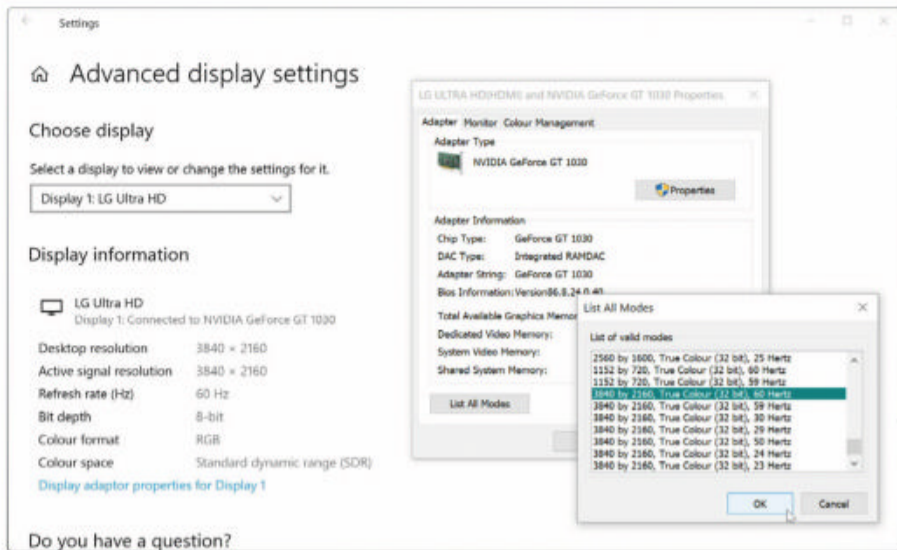 Settings
Advanced display settings
Choose display
Select a display to view or change the settings for it.
Display 1: LG Ultra HD
Display information
LG Ultra HD
Display 1: Connected to NVIDIA GeForce GT 1030
Desktop resolution 3840 × 2160
Active signal resolution 3840 × 2160
Refresh rate (Hz) 60 Hz
Bit depth 8-bit
Colour format RGB
Colour space Standard dynamic range (SDR)
Display adaptor properties for Display 1
Do you have a question?
LG ULTRA HD(HDMI) and NVIDIA GeForce GT 1030 Properties
Adapter Monitor Colour Management
Adapter Type
NVIDIA GeForce GT 1030
Properties
Adapter Information
Chip Type: GeForce GT 1030
DAC Type: Integrated RAMDAC
Adapter String: GeForce GT 1030
Bios Information: Version86.8.24.0.40
Total Available Graphics Memor
Dedicated Video Memory:
System Video Memory:
Shared System Memory:
List All Modes
List All Modes
List of valid modes
2560 by 1600, True Colour (32 bit), 25 Hertz
1152 by 720, True Colour (32 bit), 60 Hertz
1152 by 720, True Colour (32 bit), 59 Hertz
3840 by 2160, True Colour (32 bit), 60 Hertz
3840 by 2160, True Colour (32 bit), 59 Hertz
3840 by 2160, True Colour (32 bit), 30 Hertz
3840 by 2160, True Colour (32 bit), 29 Hertz
3840 by 2160, True Colour (32 bit), 50 Hertz
3840 by 2160, True Colour (32 bit), 24 Hertz
3840 by 2160, True Colour (32 bit), 23 Hertz
OK Cancel